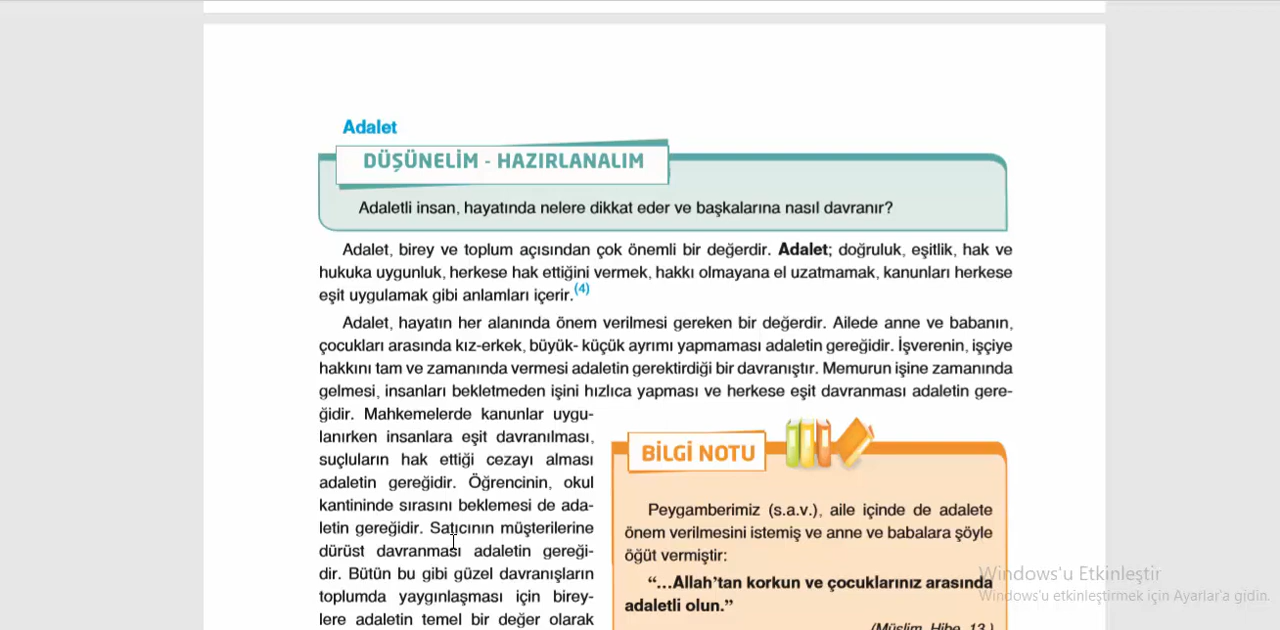 Adalet
DÜŞÜNELİM - HAZIRLANALIM
Adaletli insan, hayatında nelere dikkat eder ve başkalarına nasıl davranır?
Adalet, birey ve toplum açısından çok önemli bir değerdir. Adalet; doğruluk, eşitlik, hak ve
hukuka uygunluk, herkese hak ettiğini vermek, hakkı olmayana el uzatmamak, kanunları herkese
eşit uygulamak gibi anlamları içerir.(4)
Adalet, hayatın her alanında önem verilmesi gereken bir değerdir. Ailede anne ve babanın,
çocukları arasında kız-erkek, büyük- küçük ayrımı yapmaması adaletin gereğidir. İşverenin, işçiye
hakkını tam ve zamanında vermesi adaletin gerektirdiği bir davranıştır. Memurun işine zamanında
gelmesi, insanları bekletmeden işini hızlıca yapması ve herkese eşit davranması adaletin gere-
ğidir. Mahkemelerde kanunlar uygu-
lanırken insanlara eşit davranılması,
suçluların hak ettiği cezayı alması
adaletin gereğidir. Öğrencinin, okul
kantininde sırasını beklemesi de ada-
letin gereğidir. Satıcının müşterilerine
dürüst davranması adaletin gereği-
dir. Bütün bu gibi güzel davranışların
toplumda yaygınlaşması için birey-
lere adaletin temel bir değer olarak
BİLGİ NOTU
Peygamberimiz (s.a.v.), aile içinde de adalete
önem verilmesini istemiş ve anne ve babalara şöyle
öğüt vermiştir:
“...Allah’tan korkun ve çocuklarınız arasında
adaletli olun.”
(Müslim, Hibe, 13.)
Windows'u Etkinleştir
Windows'u etkinleştirmek için Ayarlar'a gidin.